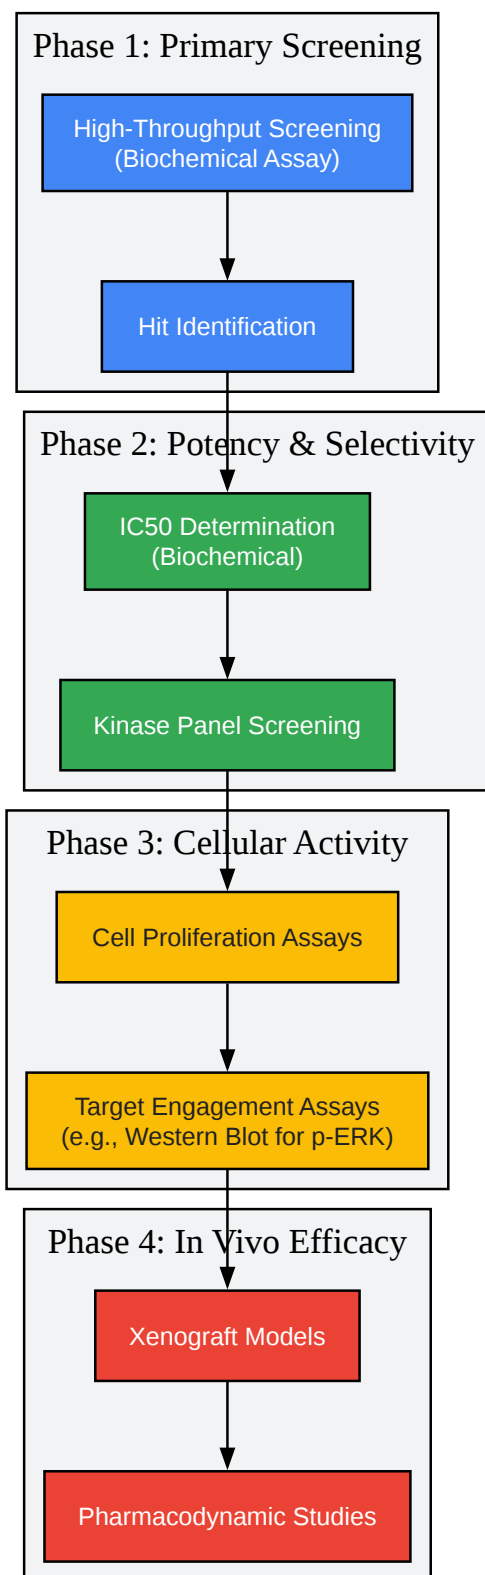 Phase 1: Primary Screening
High-Throughput Screening
(Biochemical Assay)
Hit Identification
Phase 2: Potency & Selectivity
IC50 Determination
(Biochemical)
Kinase Panel Screening
Phase 3: Cellular Activity
Cell Proliferation Assays
Target Engagement Assays
(e.g., Western Blot for p-ERK)
Phase 4: In Vivo Efficacy
Xenograft Models
Pharmacodynamic Studies